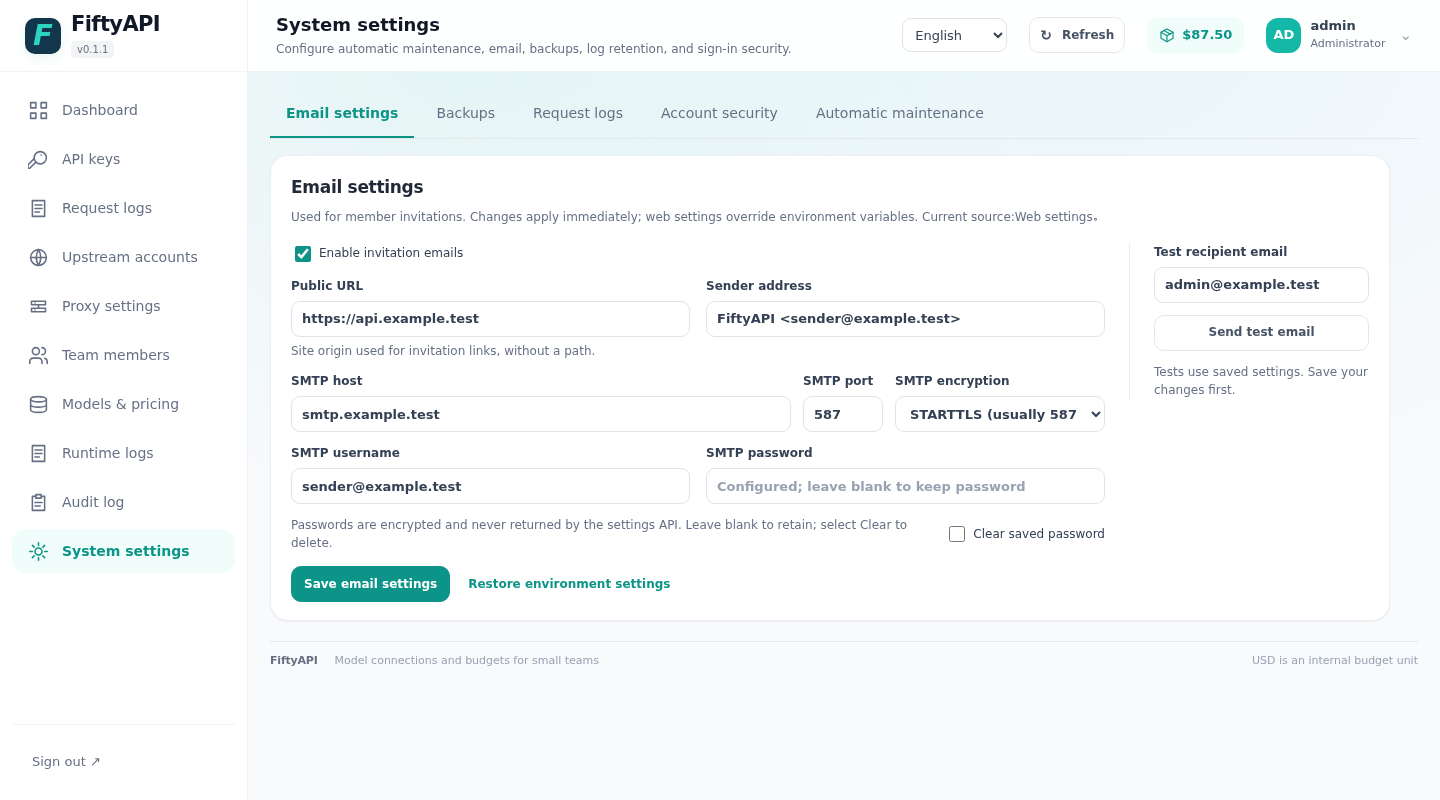 F
FiftyAPI
v0.1.1
Dashboard
API keys
Request logs
Upstream accounts
Proxy settings
Team members
Models & pricing
Runtime logs
Audit log
System settings
Sign out ↗
System settings
Configure automatic maintenance, email, backups, log retention, and sign-in security.
English
↻ Refresh
$87.50
AD
admin
Administrator
Email settings
Backups
Request logs
Account security
Automatic maintenance
Email settings
Used for member invitations. Changes apply immediately; web settings override environment variables. Current source:Web settings。
Enable invitation emails
Public URL
Sender address
https://api.example.test
FiftyAPI <sender@example.test>
Site origin used for invitation links, without a path.
SMTP host
SMTP port
SMTP encryption
smtp.example.test
587
STARTTLS (usually 587
SMTP username
SMTP password
sender@example.test
Configured; leave blank to keep password
Passwords are encrypted and never returned by the settings API. Leave blank to retain; select Clear to
delete.
Clear saved password
Save email settings
Restore environment settings
Test recipient email
admin@example.test
Send test email
Tests use saved settings. Save your
changes first.
FiftyAPI
Model connections and budgets for small teams
USD is an internal budget unit